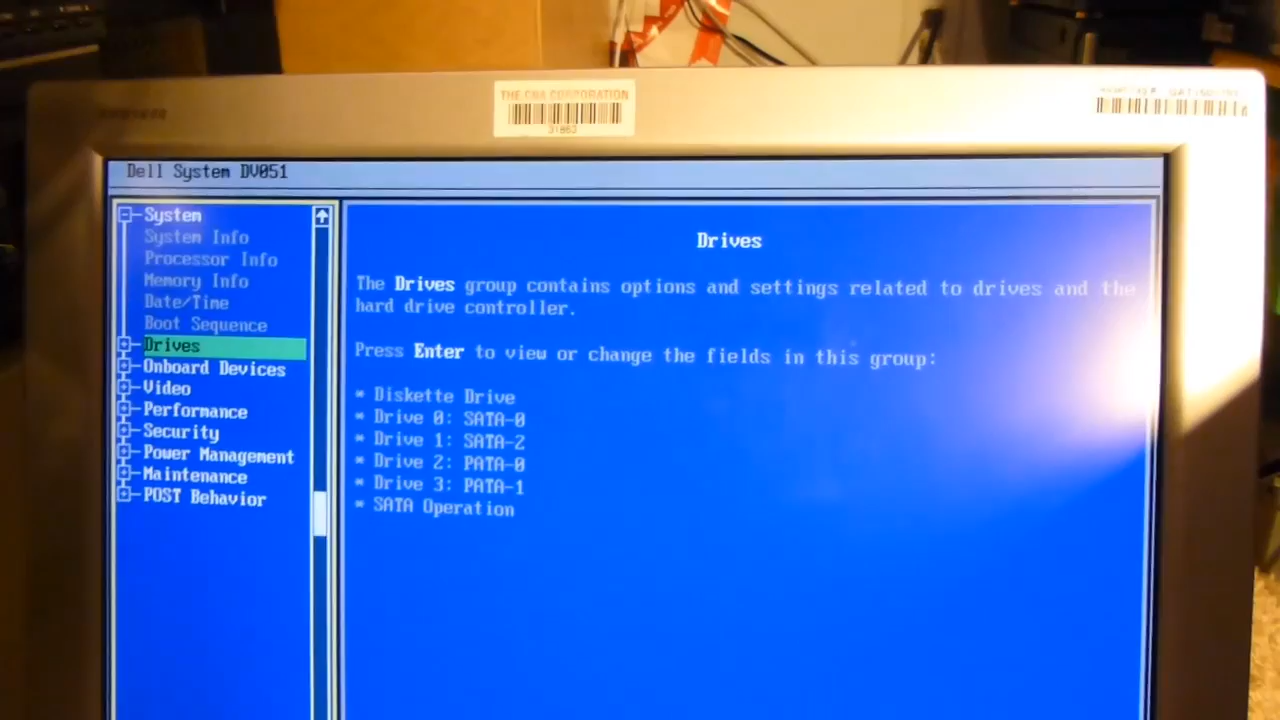 THE CNA CORPORATION
31863
Dell System DV051
System
System Info
Processor Info
Memory Info
Date/Time
Boot Sequence
Drives
Onboard Devices
Video
Performance
Security
Power Management
Maintenance
POST Behavior
Drives
The Drives group contains options and settings related to drives and the
hard drive controller.
Press Enter to view or change the fields in this group:
* Diskette Drive
* Drive 0: SATA-0
* Drive 1: SATA-2
* Drive 2: PATA-0
* Drive 3: PATA-1
* SATA Operation